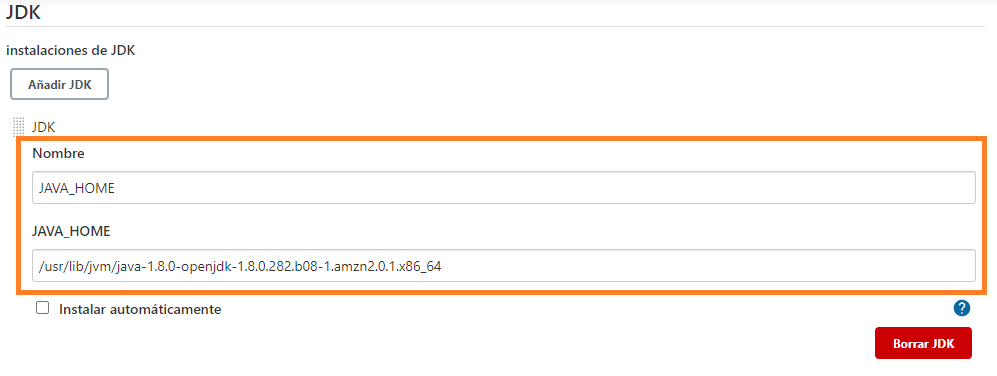 JDK
instalaciones de JDK
Añadir JDK
JDK
Nombre
JAVA_HOME
JAVA_HOME
/usr/lib/jvm/java-1.8.0-openjdk-1.8.0.282.b08-1.amzn2.0.1.x86_64
Instalar automáticamente
?
Borrar JDK